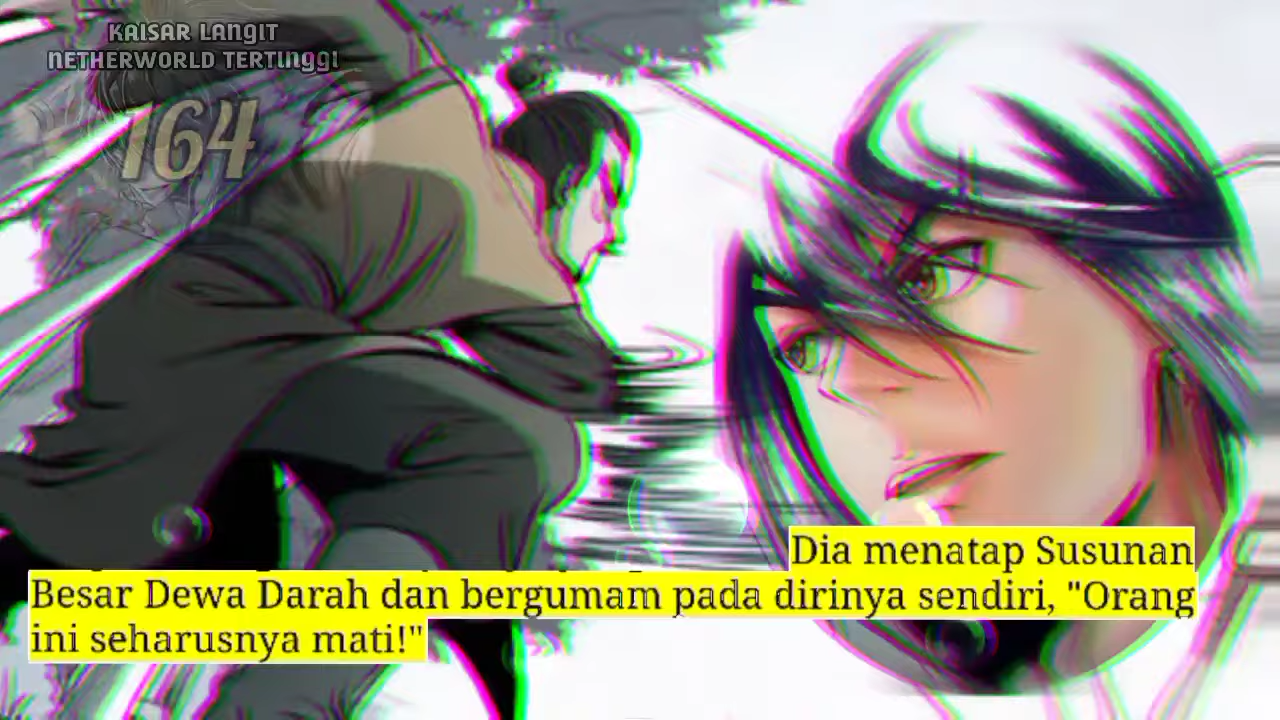 KAISAR LANGIT
NETHERWORLD TERTINGGI
164
Dia menatap Susunan
Besar Dewa Darah dan bergumam pada dirinya sendiri, "Orang
ini seharusnya mati!"